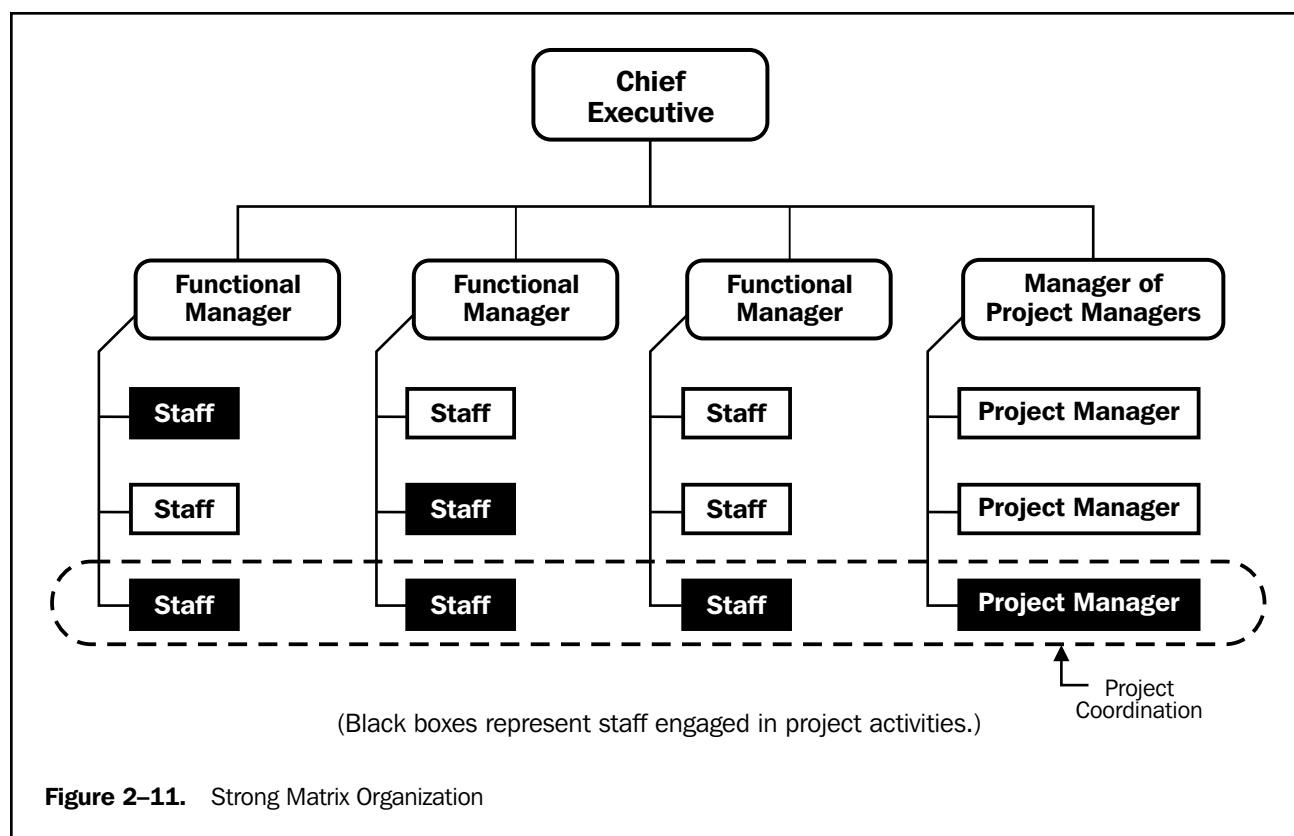 Chief
Executive
Functional
Manager
Functional
Manager
Functional
Manager
Manager of
Project Managers
Staff
Staff
Staff
Project Manager
Staff
Staff
Staff
Project Manager
Staff
Staff
Staff
Project Manager
Project
Coordination
(Black boxes represent staff engaged in project activities.)
Figure 2–11. Strong Matrix Organization